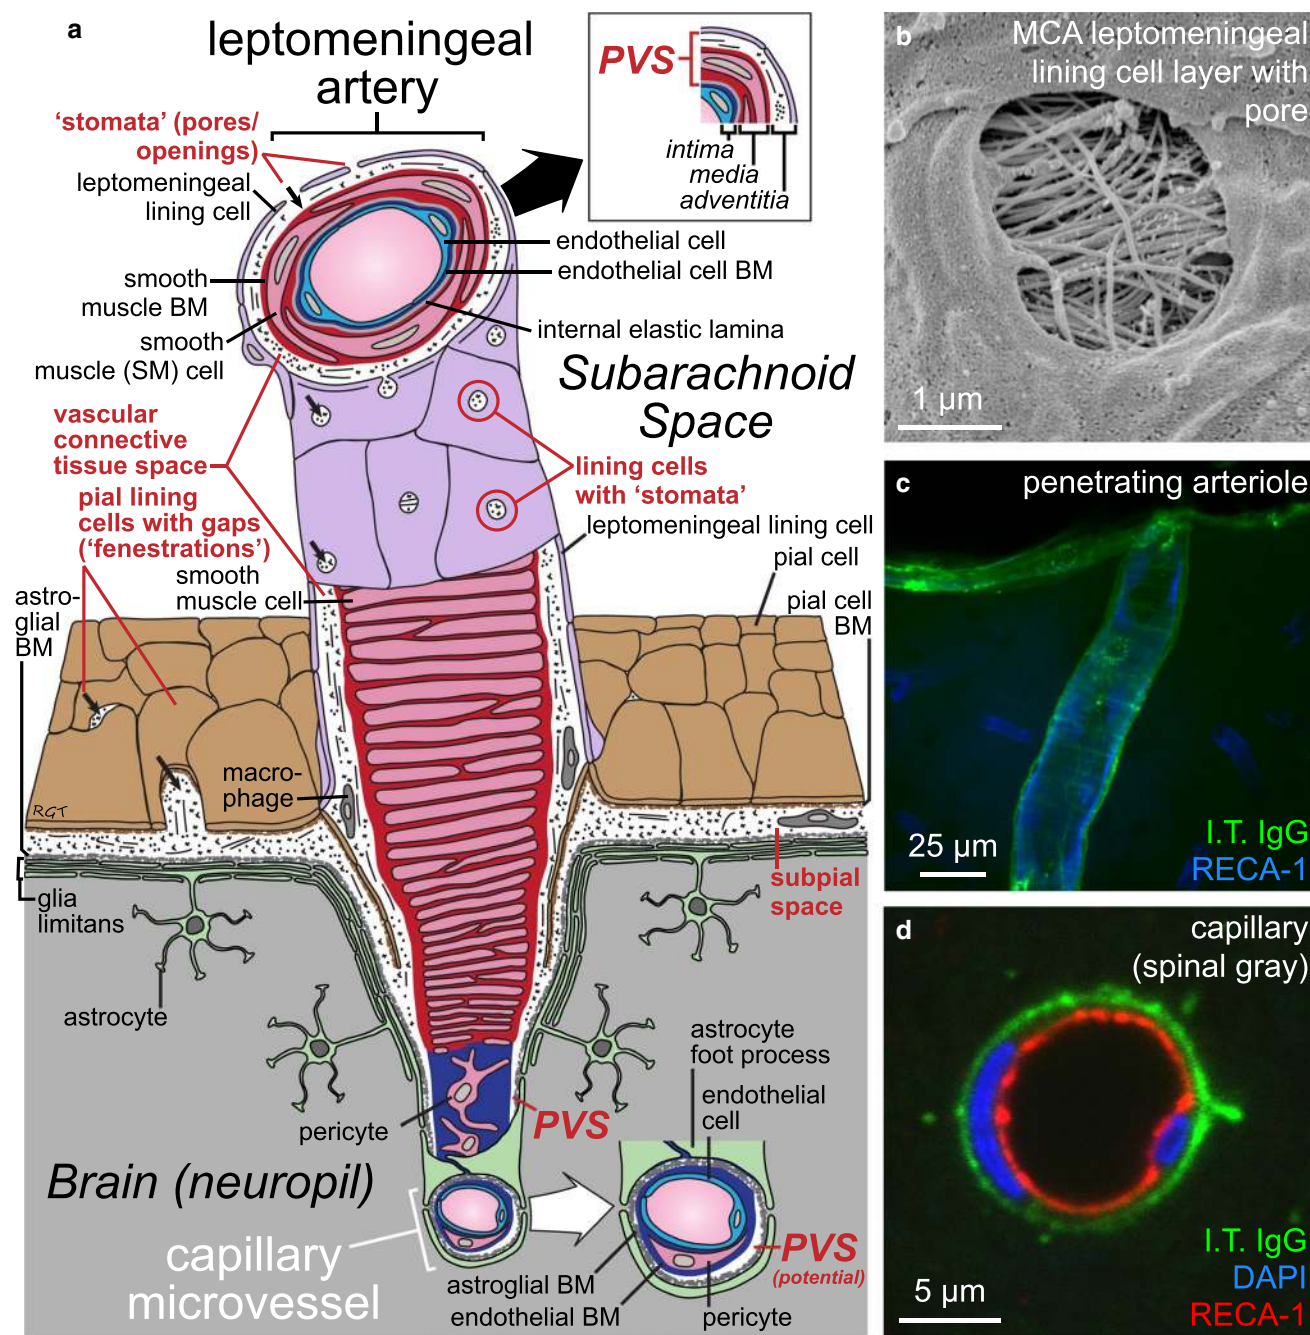 a
leptomeningeal
artery
'stomata' (pores/
openings)
leptomeningeal
lining cell
smooth
muscle BM
smooth
muscle (SM) cell
PVS
intima
media
adventitia
endothelial cell
endothelial cell BM
internal elastic lamina
Subarachnoid
Space
vascular
connective
tissue space
pial lining
cells with gaps
('fenestrations')
lining cells
with 'stomata'
leptomeningeal lining cell
pial cell
pial cell
BM
smooth
muscle cell
astro-
glial
BM
macro-
phage
RGT
glia
limitans
subpial
space
astrocyte
pericyte
PVS
astrocyte
foot process
endothelial
cell
Brain (neuropil)
capillary
microvessel
PVS
(potential)
astroglial BM
endothelial BM
pericyte
b
MCA leptomeningeal
lining cell layer with
pore
1 µm
c
penetrating arteriole
25 µm
I.T. IgG
RECA-1
d
capillary
(spinal gray)
5 µm
I.T. IgG
DAPI
RECA-1